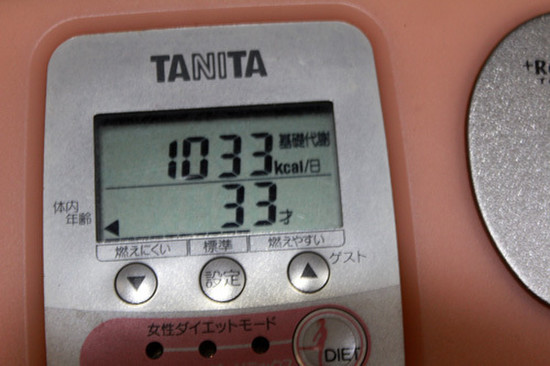 TANITA
1033 基礎代謝 kcal/日
体内年齢 33才
燃えにくい 標準 燃えやすい
設定 ゲスト
女性ダイエットモード
DIET